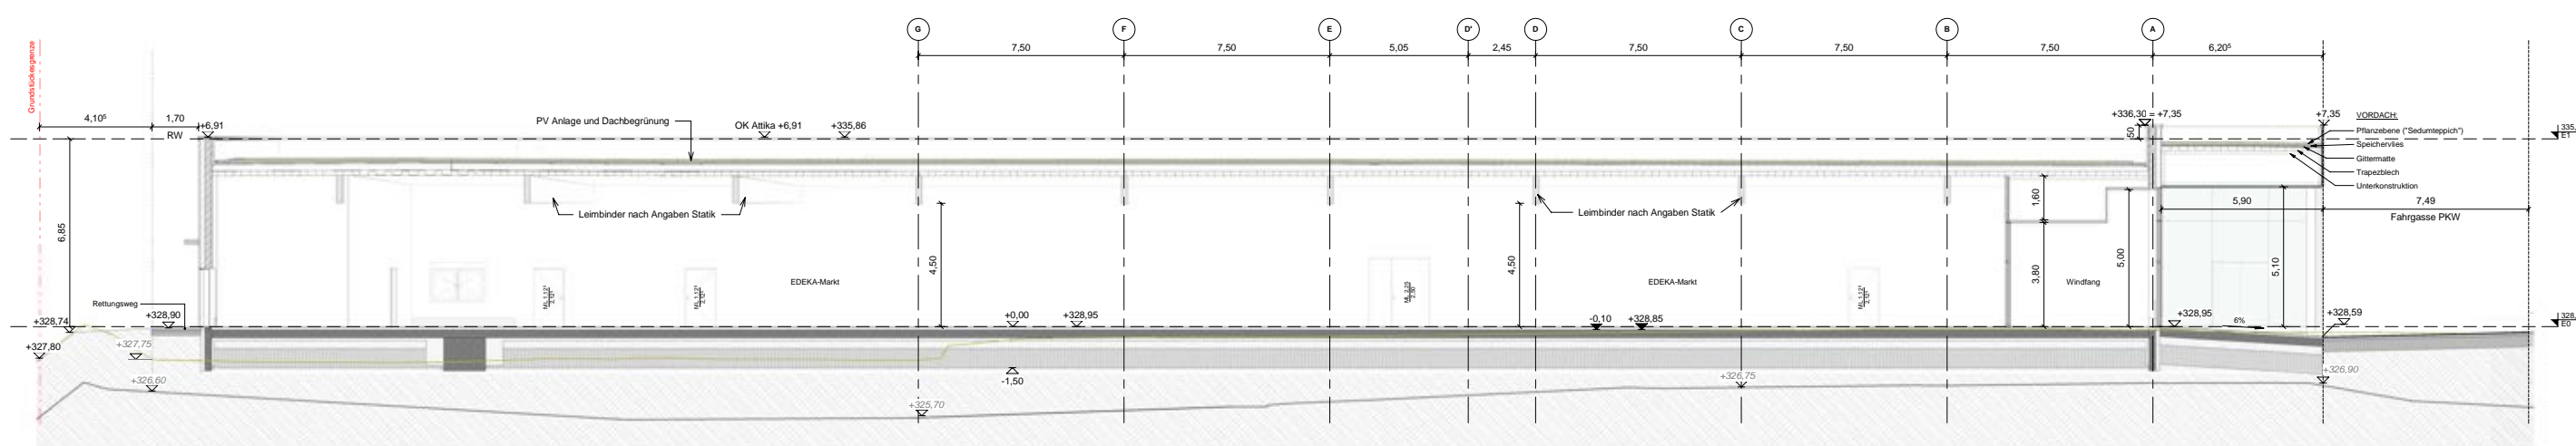 G F E D' D C B A
7,50 7,50 5,05 2,45 7,50 7,50 7,50 6,20⁵
Grundstücksgrenze
4,10⁵ 1,70
RW
+6,91
PV Anlage und Dachbegrünung
OK Attika +6,91 +335,86
+336,30 = +7,35
50
+7,35
VORDACH:
Pflanzebene ("Sedumteppich")
Speichervlies
Gittermatte
Trapezblech
Unterkonstruktion
335,
E1
Leimbinder nach Angaben Statik
Leimbinder nach Angaben Statik
6,85
4,50
4,50
1,60
3,80
5,00
5,10
5,90 7,49
Fahrgasse PKW
EDEKA-Markt
EDEKA-Markt
Windfang
Rettungsweg
+328,74
+328,90
+0,00 +328,95
-0,10 +328,85
+328,95
6%
+328,59
328,
E0
+327,80
+327,75
+326,60
-1,50
+325,70
+326,75
+326,90